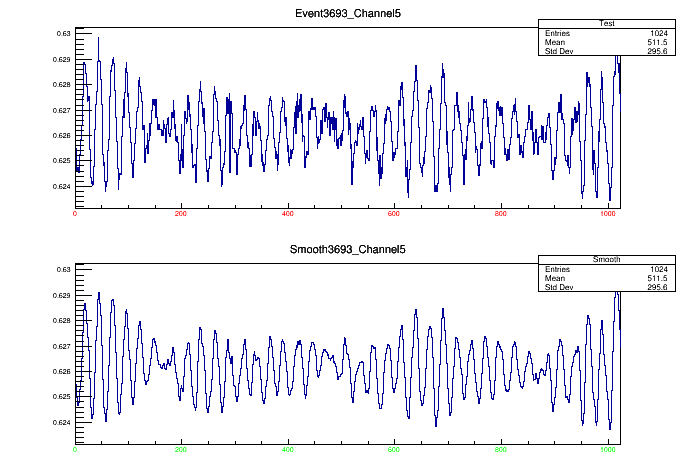 Event3693_Channel5
Test
Entries 1024
Mean 511.5
Std Dev 295.6
0.63
0.629
0.628
0.627
0.626
0.625
0.624
0 200 400 600 800 1000
Smooth3693_Channel5
Smooth
Entries 1024
Mean 511.5
Std Dev 295.6
0.63
0.629
0.628
0.627
0.626
0.625
0.624
0 200 400 600 800 1000